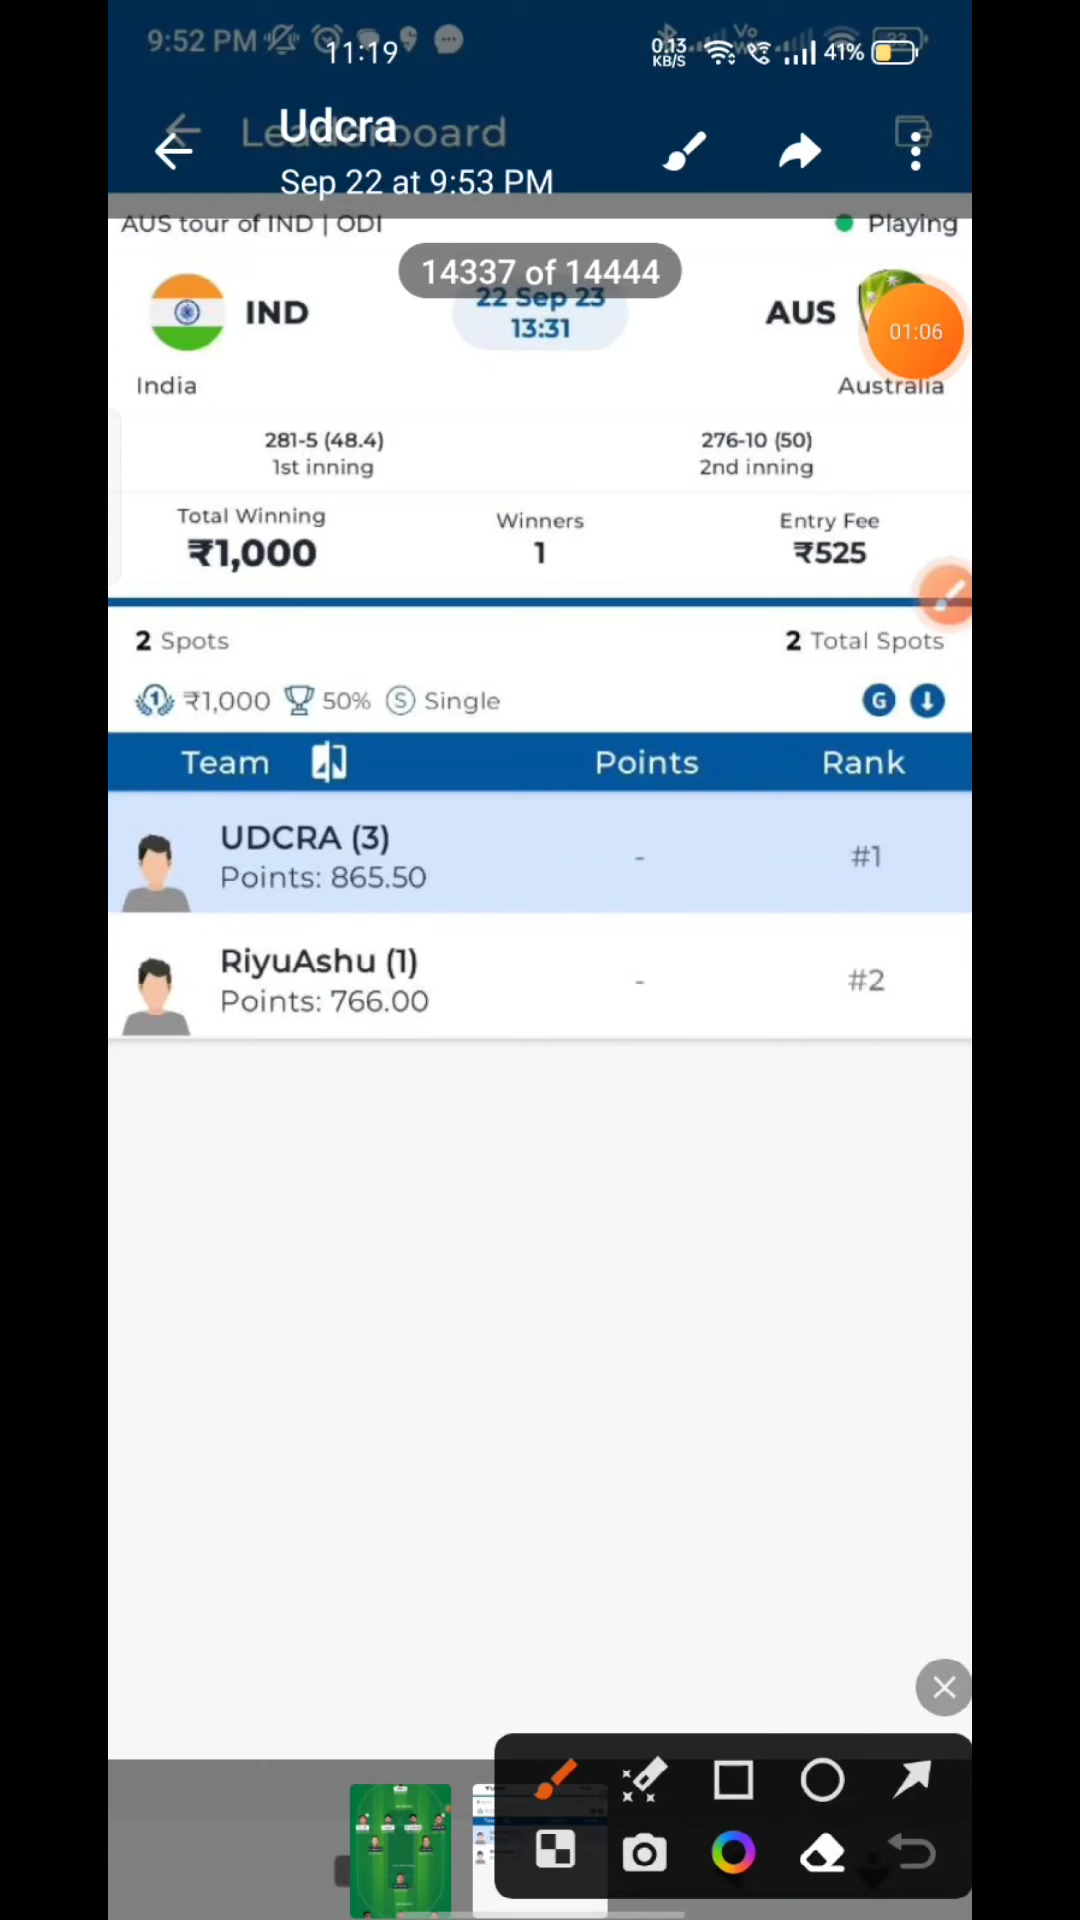 9:52 PM
11:19
0.13 KB/S
41%
Leaderboard
Udcra
Sep 22 at 9:53 PM
AUS tour of IND | ODI
Playing
14337 of 14444
IND
22 Sep 23
13:31
AUS
01:06
India
Australia
281-5 (48.4)
276-10 (50)
1st inning
2nd inning
Total Winning
Winners
Entry Fee
₹1,000
1
₹525
2 Spots
2 Total Spots
1 ₹1,000 50% S Single
G
Team Points Rank
UDCRA (3)
Points: 865.50
-
#1
RiyuAshu (1)
Points: 766.00
-
#2